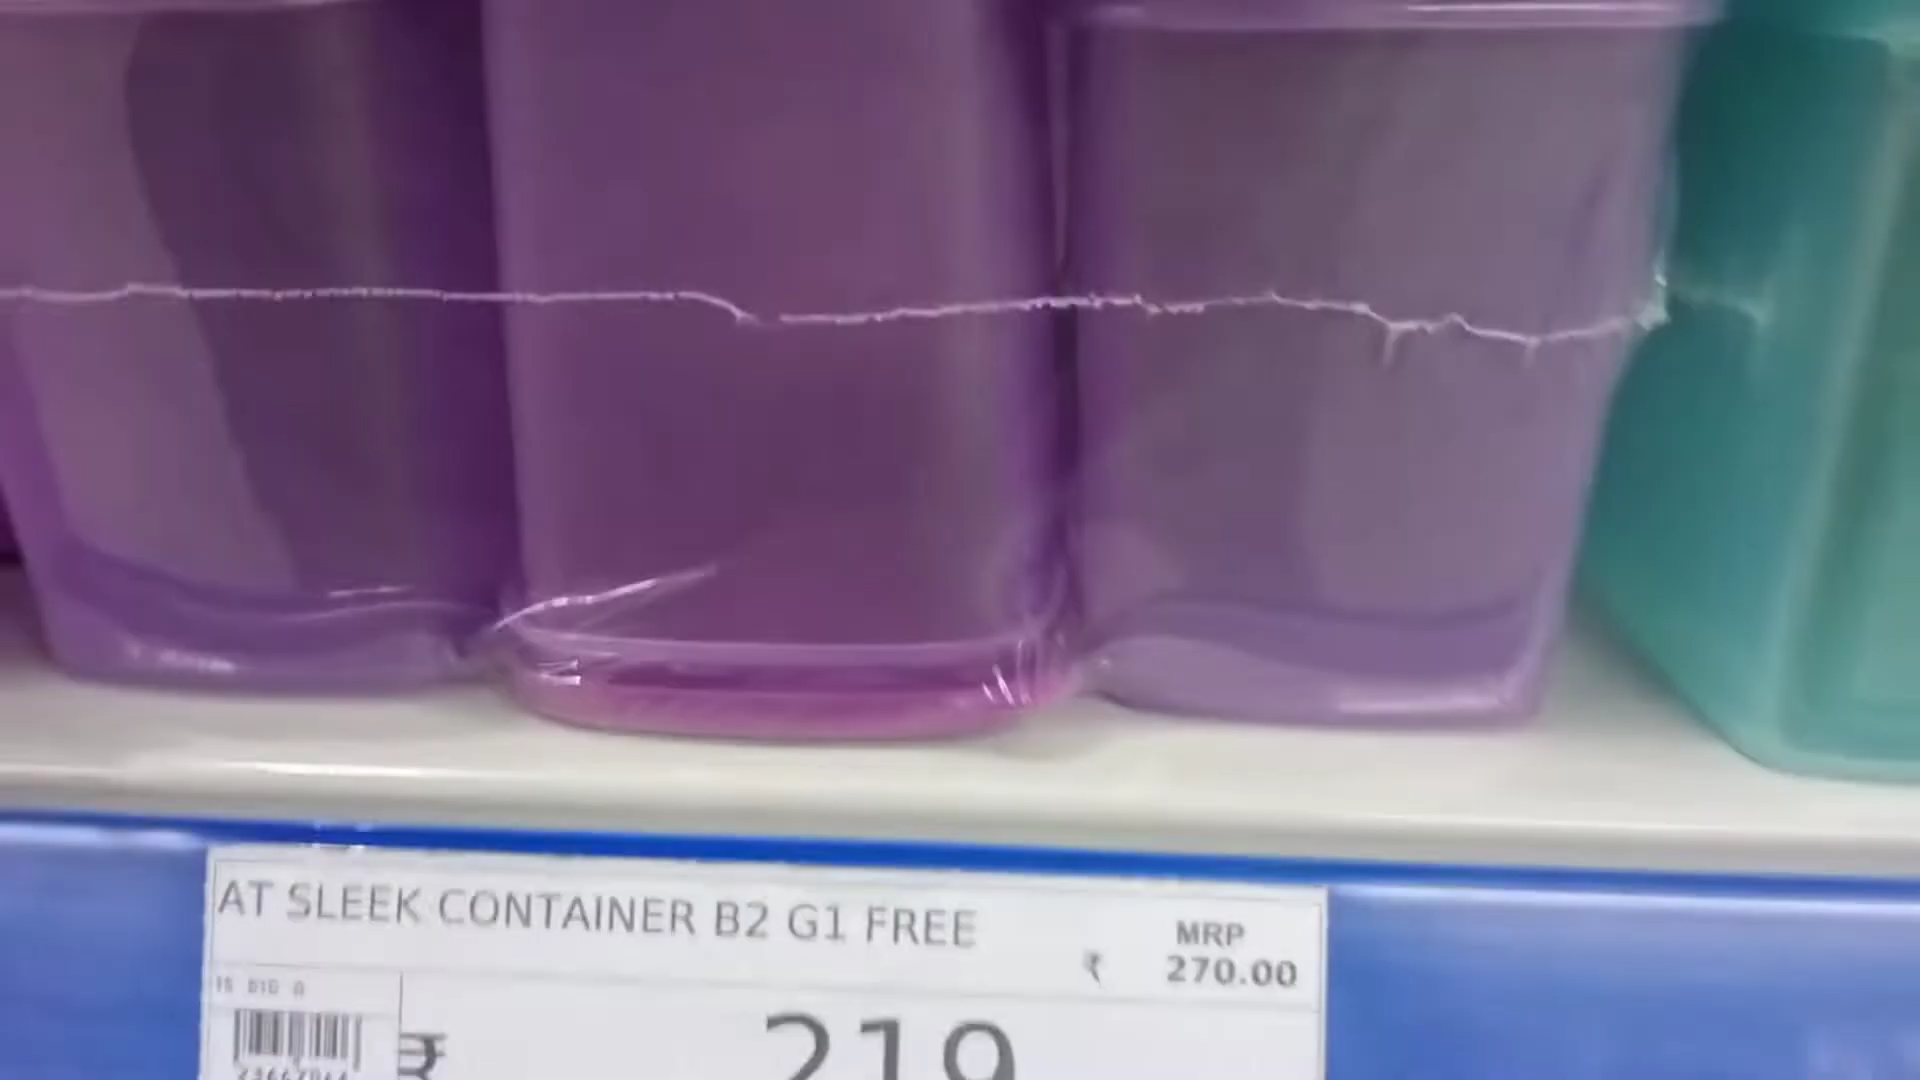 AT SLEEK CONTAINER B2 G1 FREE
MRP
₹ 270.00
₹ 219